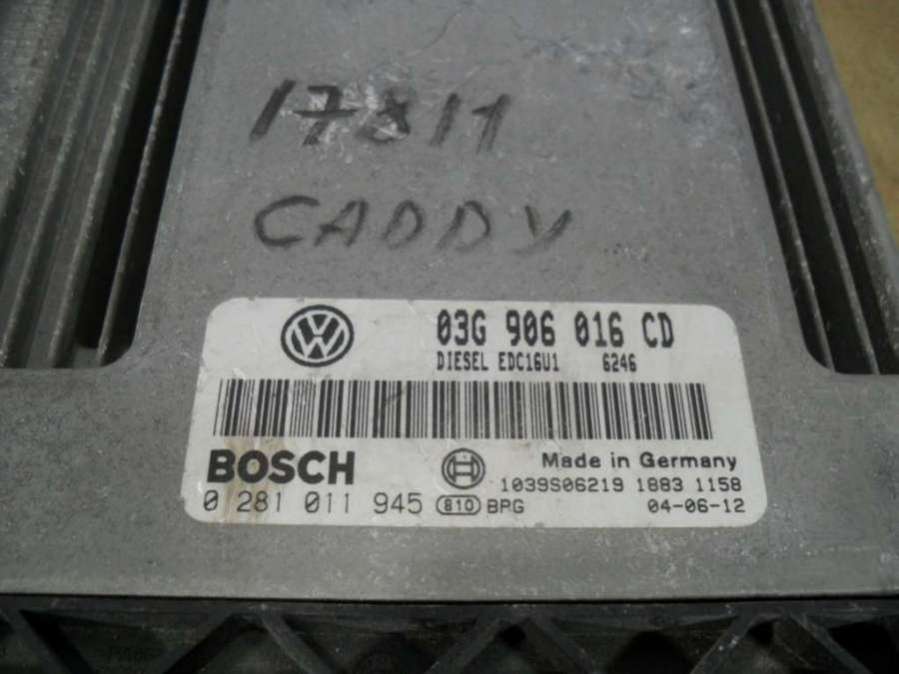 17811
CADDY
03G 906 016 CD
DIESEL EDC16U1 6246
BOSCH
Made in Germany
1039S06219 1883 1158
0 281 011 945 810 BPG
04-06-12